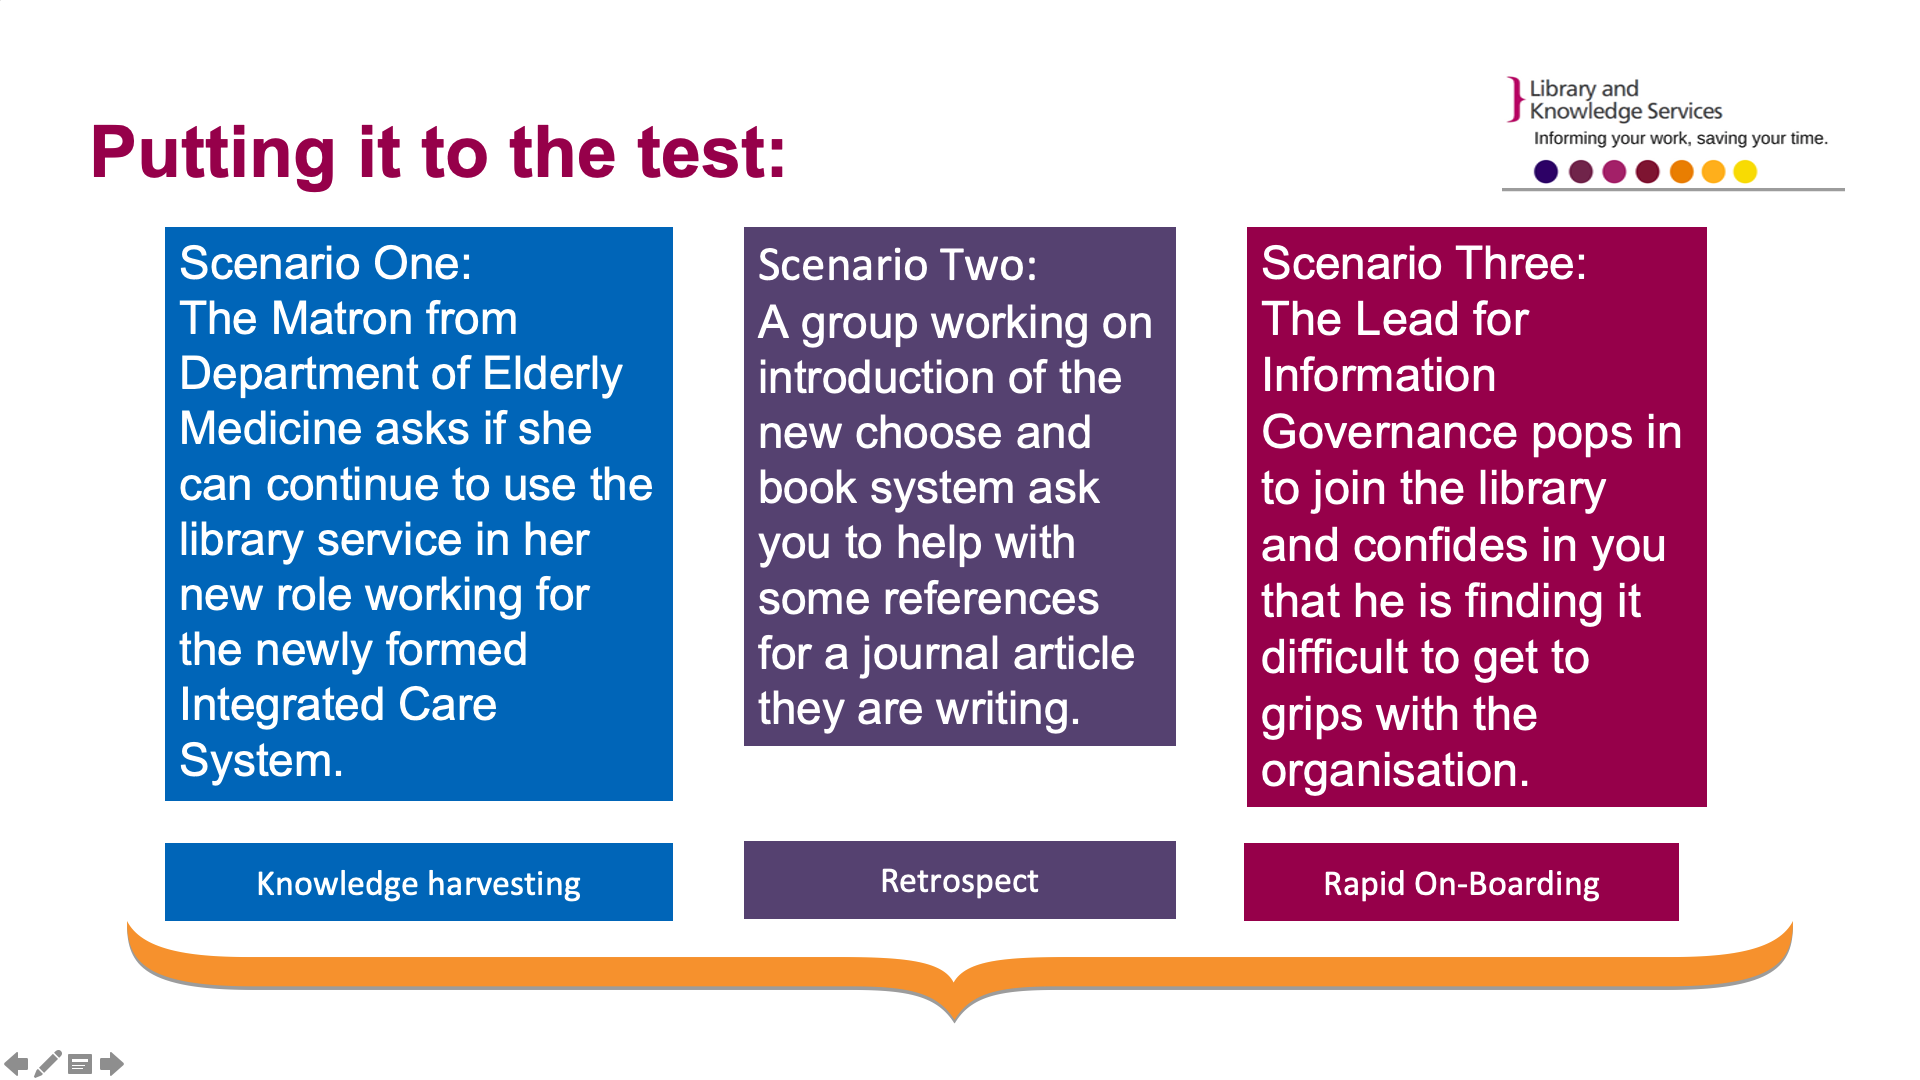 Library and
Knowledge Services
Informing your work, saving your time.
Putting it to the test:
Scenario One:
The Matron from
Department of Elderly
Medicine asks if she
can continue to use the
library service in her
new role working for
the newly formed
Integrated Care
System.
Scenario Two:
A group working on
introduction of the
new choose and
book system ask
you to help with
some references
for a journal article
they are writing.
Scenario Three:
The Lead for
Information
Governance pops in
to join the library
and confides in you
that he is finding it
difficult to get to
grips with the
organisation.
Knowledge harvesting
Retrospect
Rapid On-Boarding